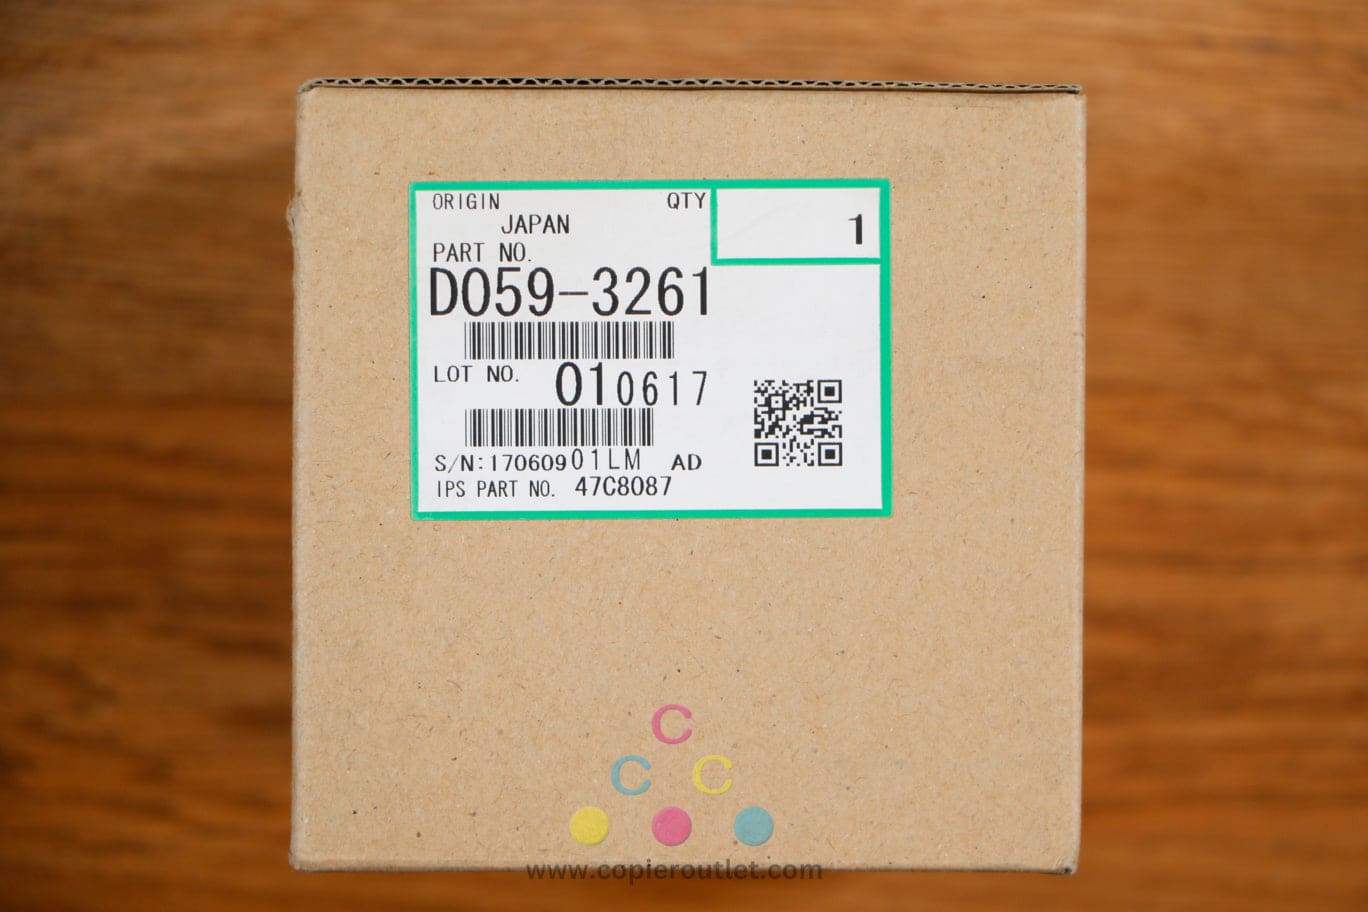 ORIGIN QTY
JAPAN 1
PART NO.
D059-3261
LOT NO. 010617
S/N:17060901LM AD
IPS PART NO. 47C8087
C
C C
www.copieroutlet.com